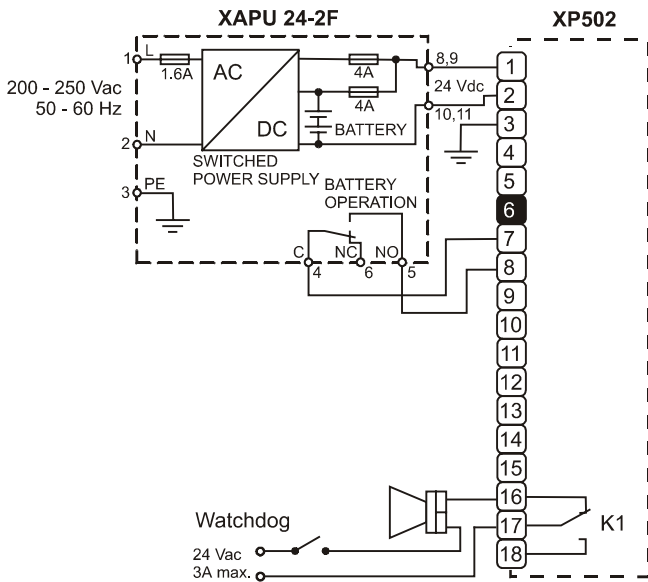 XAPU 24-2F
XP502
1
L
1.6A
AC
DC
4A
4A
8,9
24 Vdc
10,11
200 - 250 Vac
50 - 60 Hz
BATTERY
2
N
SWITCHED
POWER SUPPLY
3
PE
BATTERY
OPERATION
C
NC
NO
4
6
5
1
2
3
4
5
6
7
8
9
10
11
12
13
14
15
16
17
18
K1
Watchdog
24 Vac
3A max.